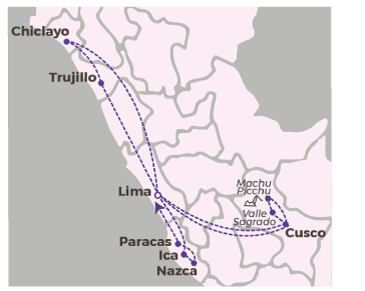 Chiclayo
Trujillo
Lima
Machu
Picchu
Valle
Sagrado
Cusco
Paracas
Ica
Nazca